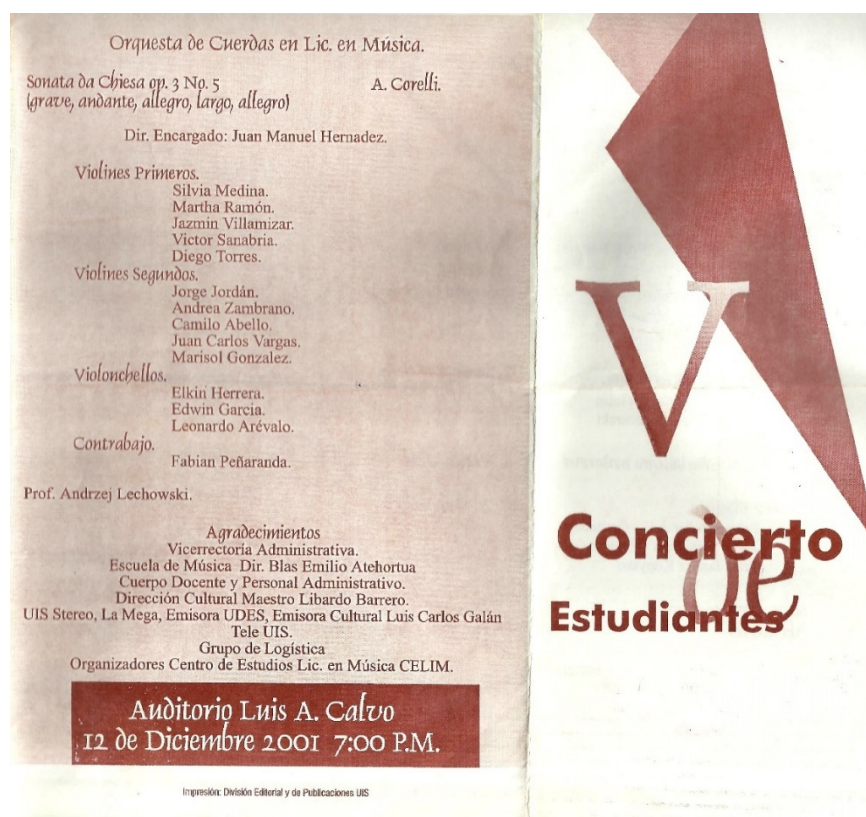 Orquesta de Cuerdas en Lic. en Música.
Sonata da Chiesa op. 3 No. 5 A. Corelli.
(grave, andante, allegro, largo, allegro)
Dir. Encargado: Juan Manuel Hernadez.
Violines Primeros.
Silvia Medina.
Martha Ramón.
Jazmin Villamizar.
Victor Sanabria.
Diego Torres.
Violines Segundos.
Jorge Jordán.
Andrea Zambrano.
Camilo Abello.
Juan Carlos Vargas.
Marisol Gonzalez.
Violonchellos.
Elkin Herrera.
Edwin Garcia.
Leonardo Arévalo.
Contrabajo.
Fabian Peñaranda.
Prof. Andrzej Lechowski.
Agradecimientos
Vicerrectoría Administrativa.
Escuela de Música Dir. Blas Emilio Atehortua
Cuerpo Docente y Personal Administrativo.
Dirección Cultural Maestro Libardo Barrero.
UIS Stereo, La Mega, Emisora UDES, Emisora Cultural Luis Carlos Galán
Tele UIS.
Grupo de Logística
Organizadores Centro de Estudios Lic. en Música CELIM.
Auditorio Luis A. Calvo
12 de Diciembre 2001 7:00 P.M.
Impresión: División Editorial y de Publicaciones UIS
V
Concierto
de
Estudiantes